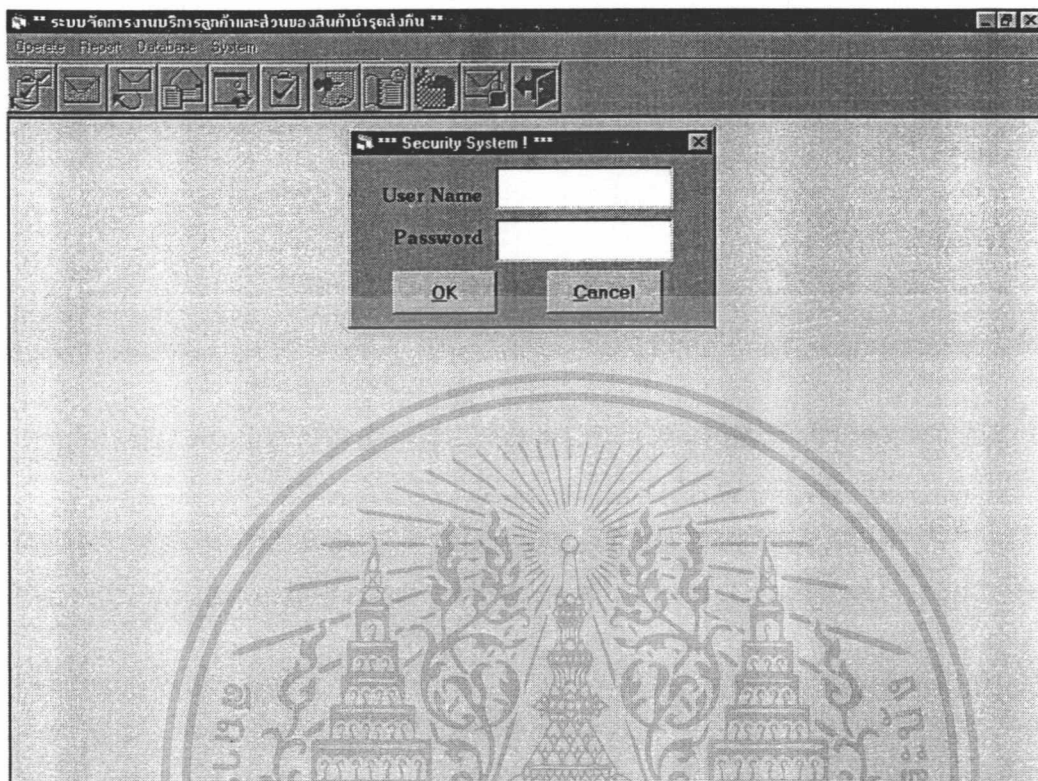 ** ระบบจัดการงานบริการลูกค้าและส่วนของสินค้าชำรุดส่งคืน **
Operate Report Database System
*** Security System ! ***
User Name
Password
OK
Cancel